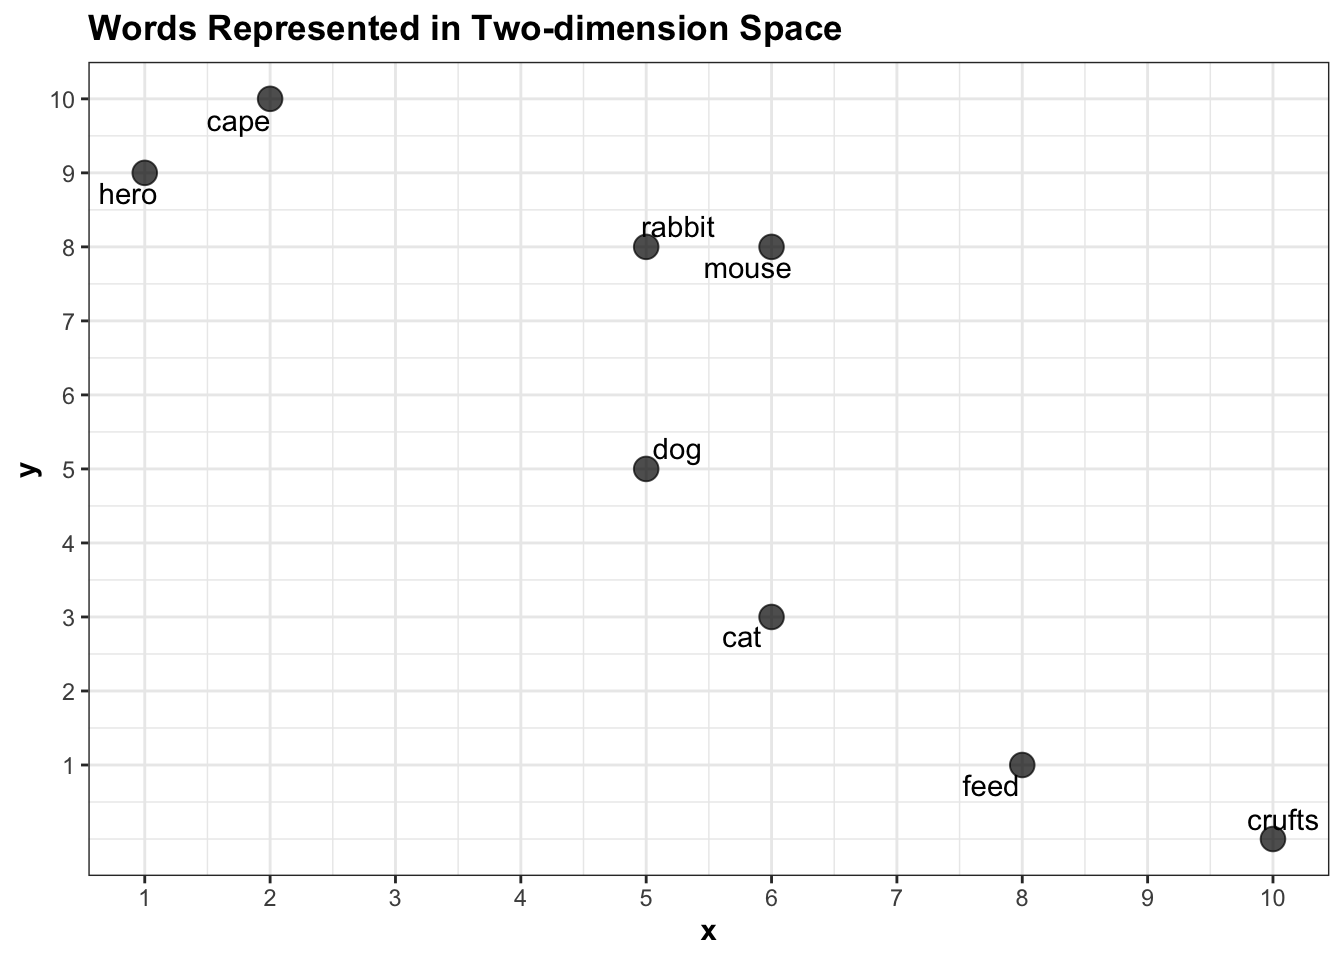 Words Represented in Two-dimension Space
10
cape
9
hero
rabbit
8
mouse
7
6
dog
5
y
4
3
cat
2
1
feed
crufts
1 2 3 4 5 6 7 8 9 10
x